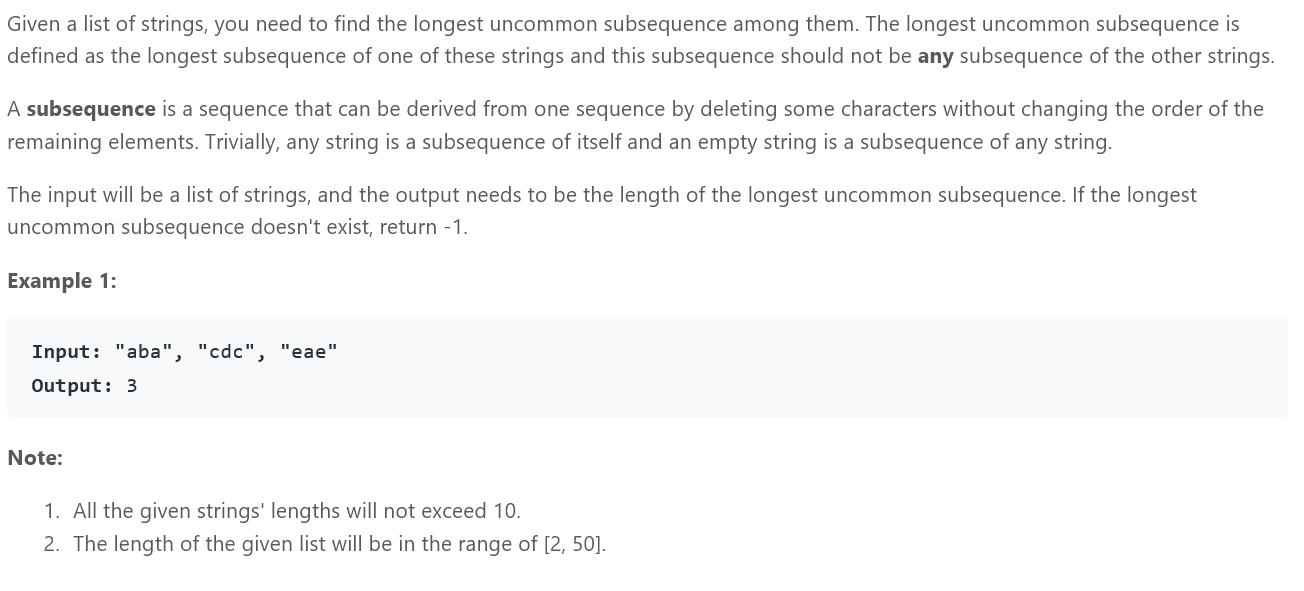 Given a list of strings, you need to find the longest uncommon subsequence among them. The longest uncommon subsequence is
defined as the longest subsequence of one of these strings and this subsequence should not be any subsequence of the other strings.
A subsequence is a sequence that can be derived from one sequence by deleting some characters without changing the order of the
remaining elements. Trivially, any string is a subsequence of itself and an empty string is a subsequence of any string.
The input will be a list of strings, and the output needs to be the length of the longest uncommon subsequence. If the longest
uncommon subsequence doesn't exist, return -1.
Example 1:
Input: "aba", "cdc", "eae"
Output: 3
Note:
1. All the given strings' lengths will not exceed 10.
2. The length of the given list will be in the range of [2, 50].